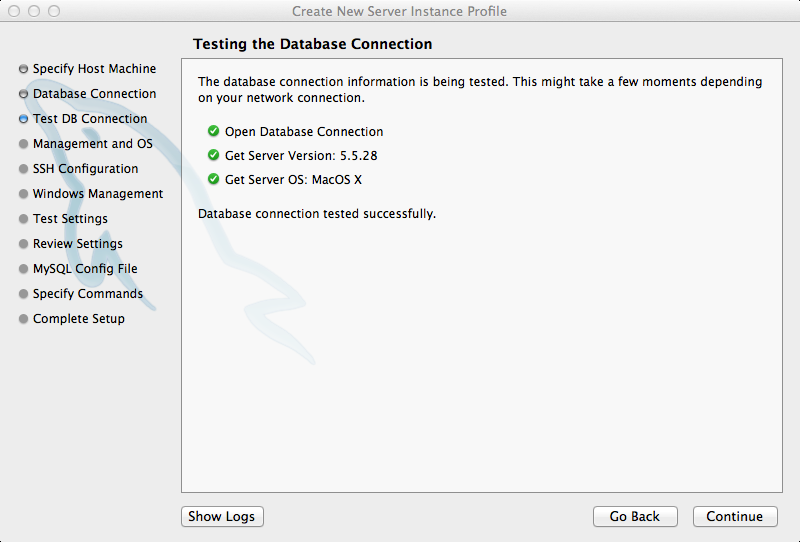 Create New Server Instance Profile
Testing the Database Connection
Specify Host Machine
Database Connection
Test DB Connection
Management and OS
SSH Configuration
Windows Management
Test Settings
Review Settings
MySQL Config File
Specify Commands
Complete Setup
The database connection information is being tested. This might take a few moments depending
on your network connection.
Open Database Connection
Get Server Version: 5.5.28
Get Server OS: MacOS X
Database connection tested successfully.
Show Logs
Go Back
Continue